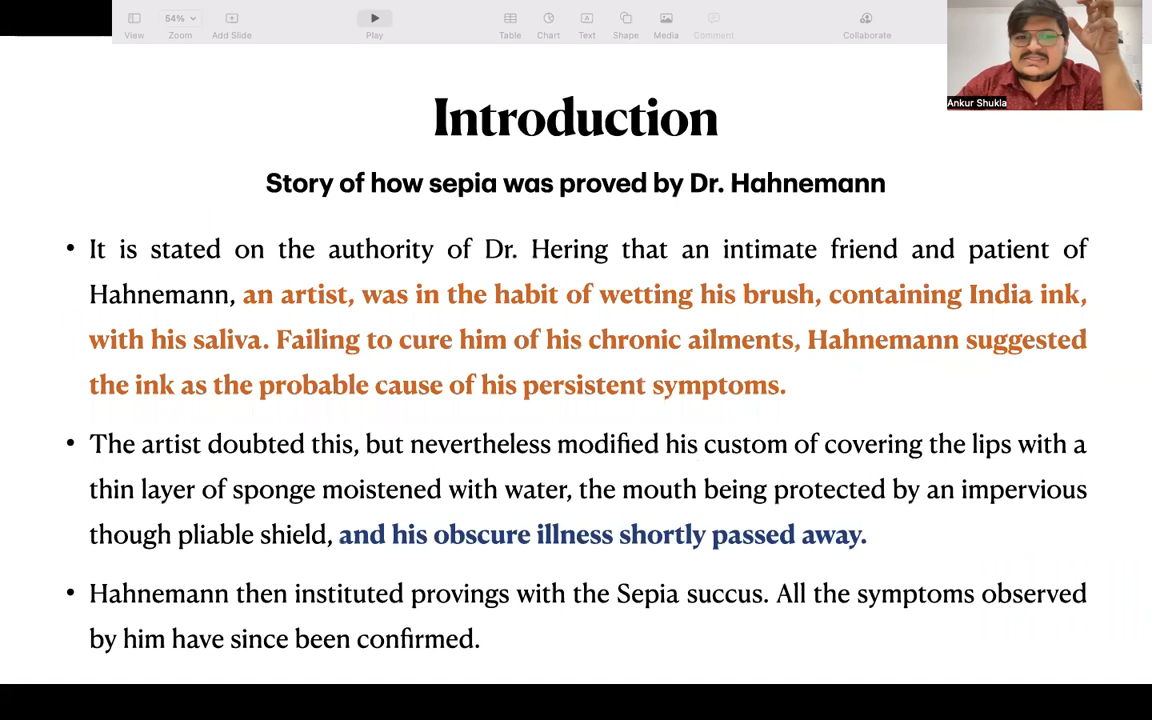 View
54%
Zoom
Add Slide
Play
Table
Chart
Text
Shape
Media
Comment
Collaborate
Ankur Shukla
Introduction
Story of how sepia was proved by Dr. Hahnemann
• It is stated on the authority of Dr. Hering that an intimate friend and patient of
Hahnemann, an artist, was in the habit of wetting his brush, containing India ink,
with his saliva. Failing to cure him of his chronic ailments, Hahnemann suggested
the ink as the probable cause of his persistent symptoms.
• The artist doubted this, but nevertheless modified his custom of covering the lips with a
thin layer of sponge moistened with water, the mouth being protected by an impervious
though pliable shield, and his obscure illness shortly passed away.
• Hahnemann then instituted provings with the Sepia succus. All the symptoms observed
by him have since been confirmed.